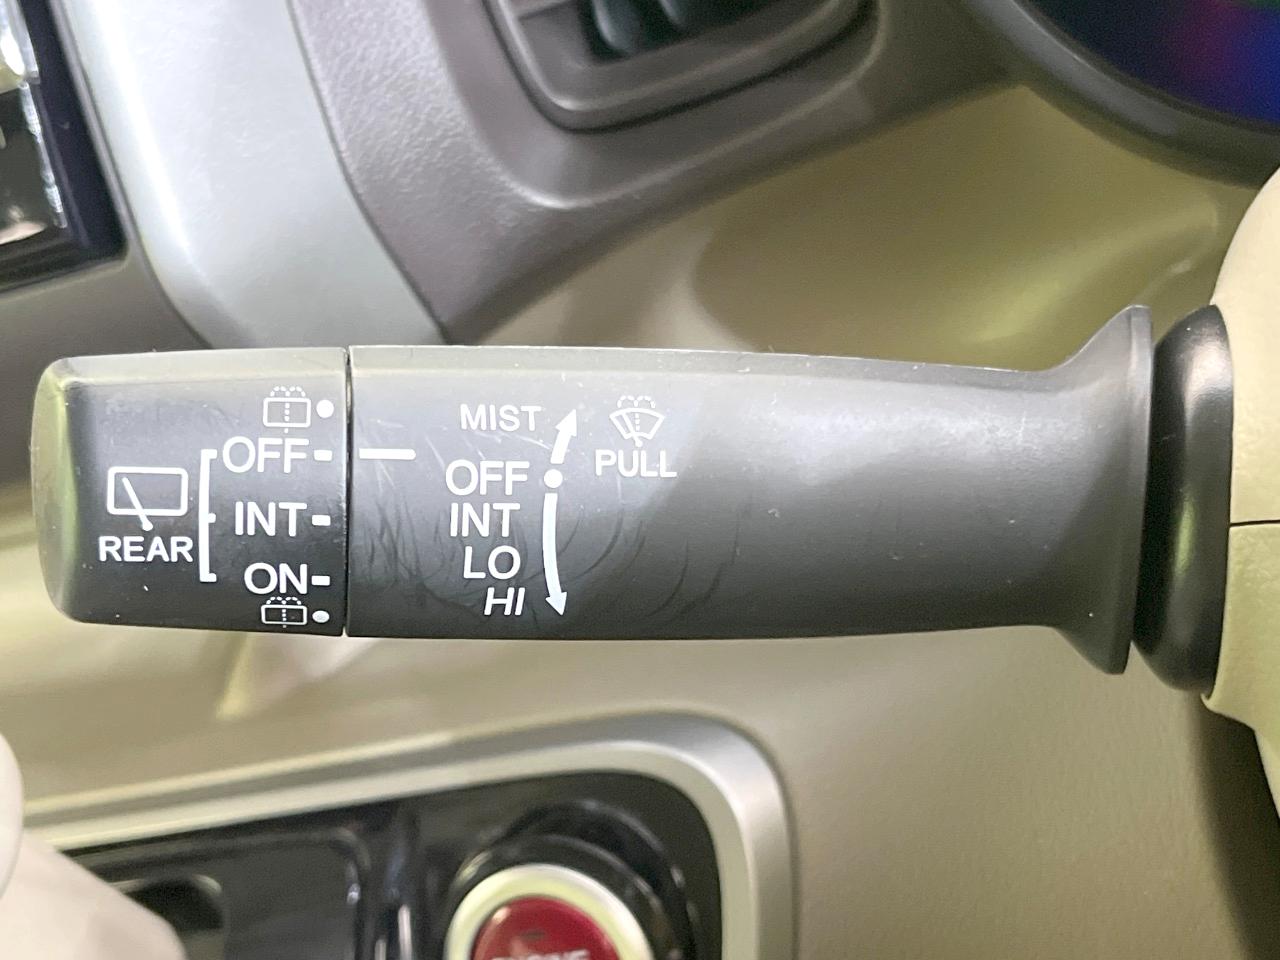 OFF
INT
ON
REAR
MIST
OFF
INT
LO
HI
PULL